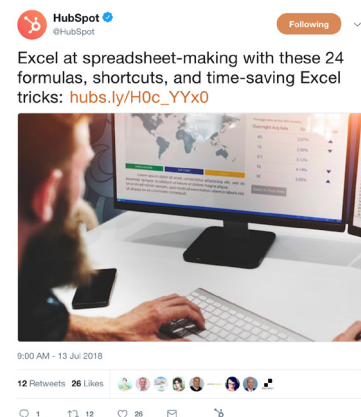 HubSpot
@HubSpot
Following
Excel at spreadsheet-making with these 24
formulas, shortcuts, and time-saving Excel
tricks: hubs.ly/H0c_YYx0
9:00 AM - 13 Jul 2018
12 Retweets 26 Likes
1 12 26